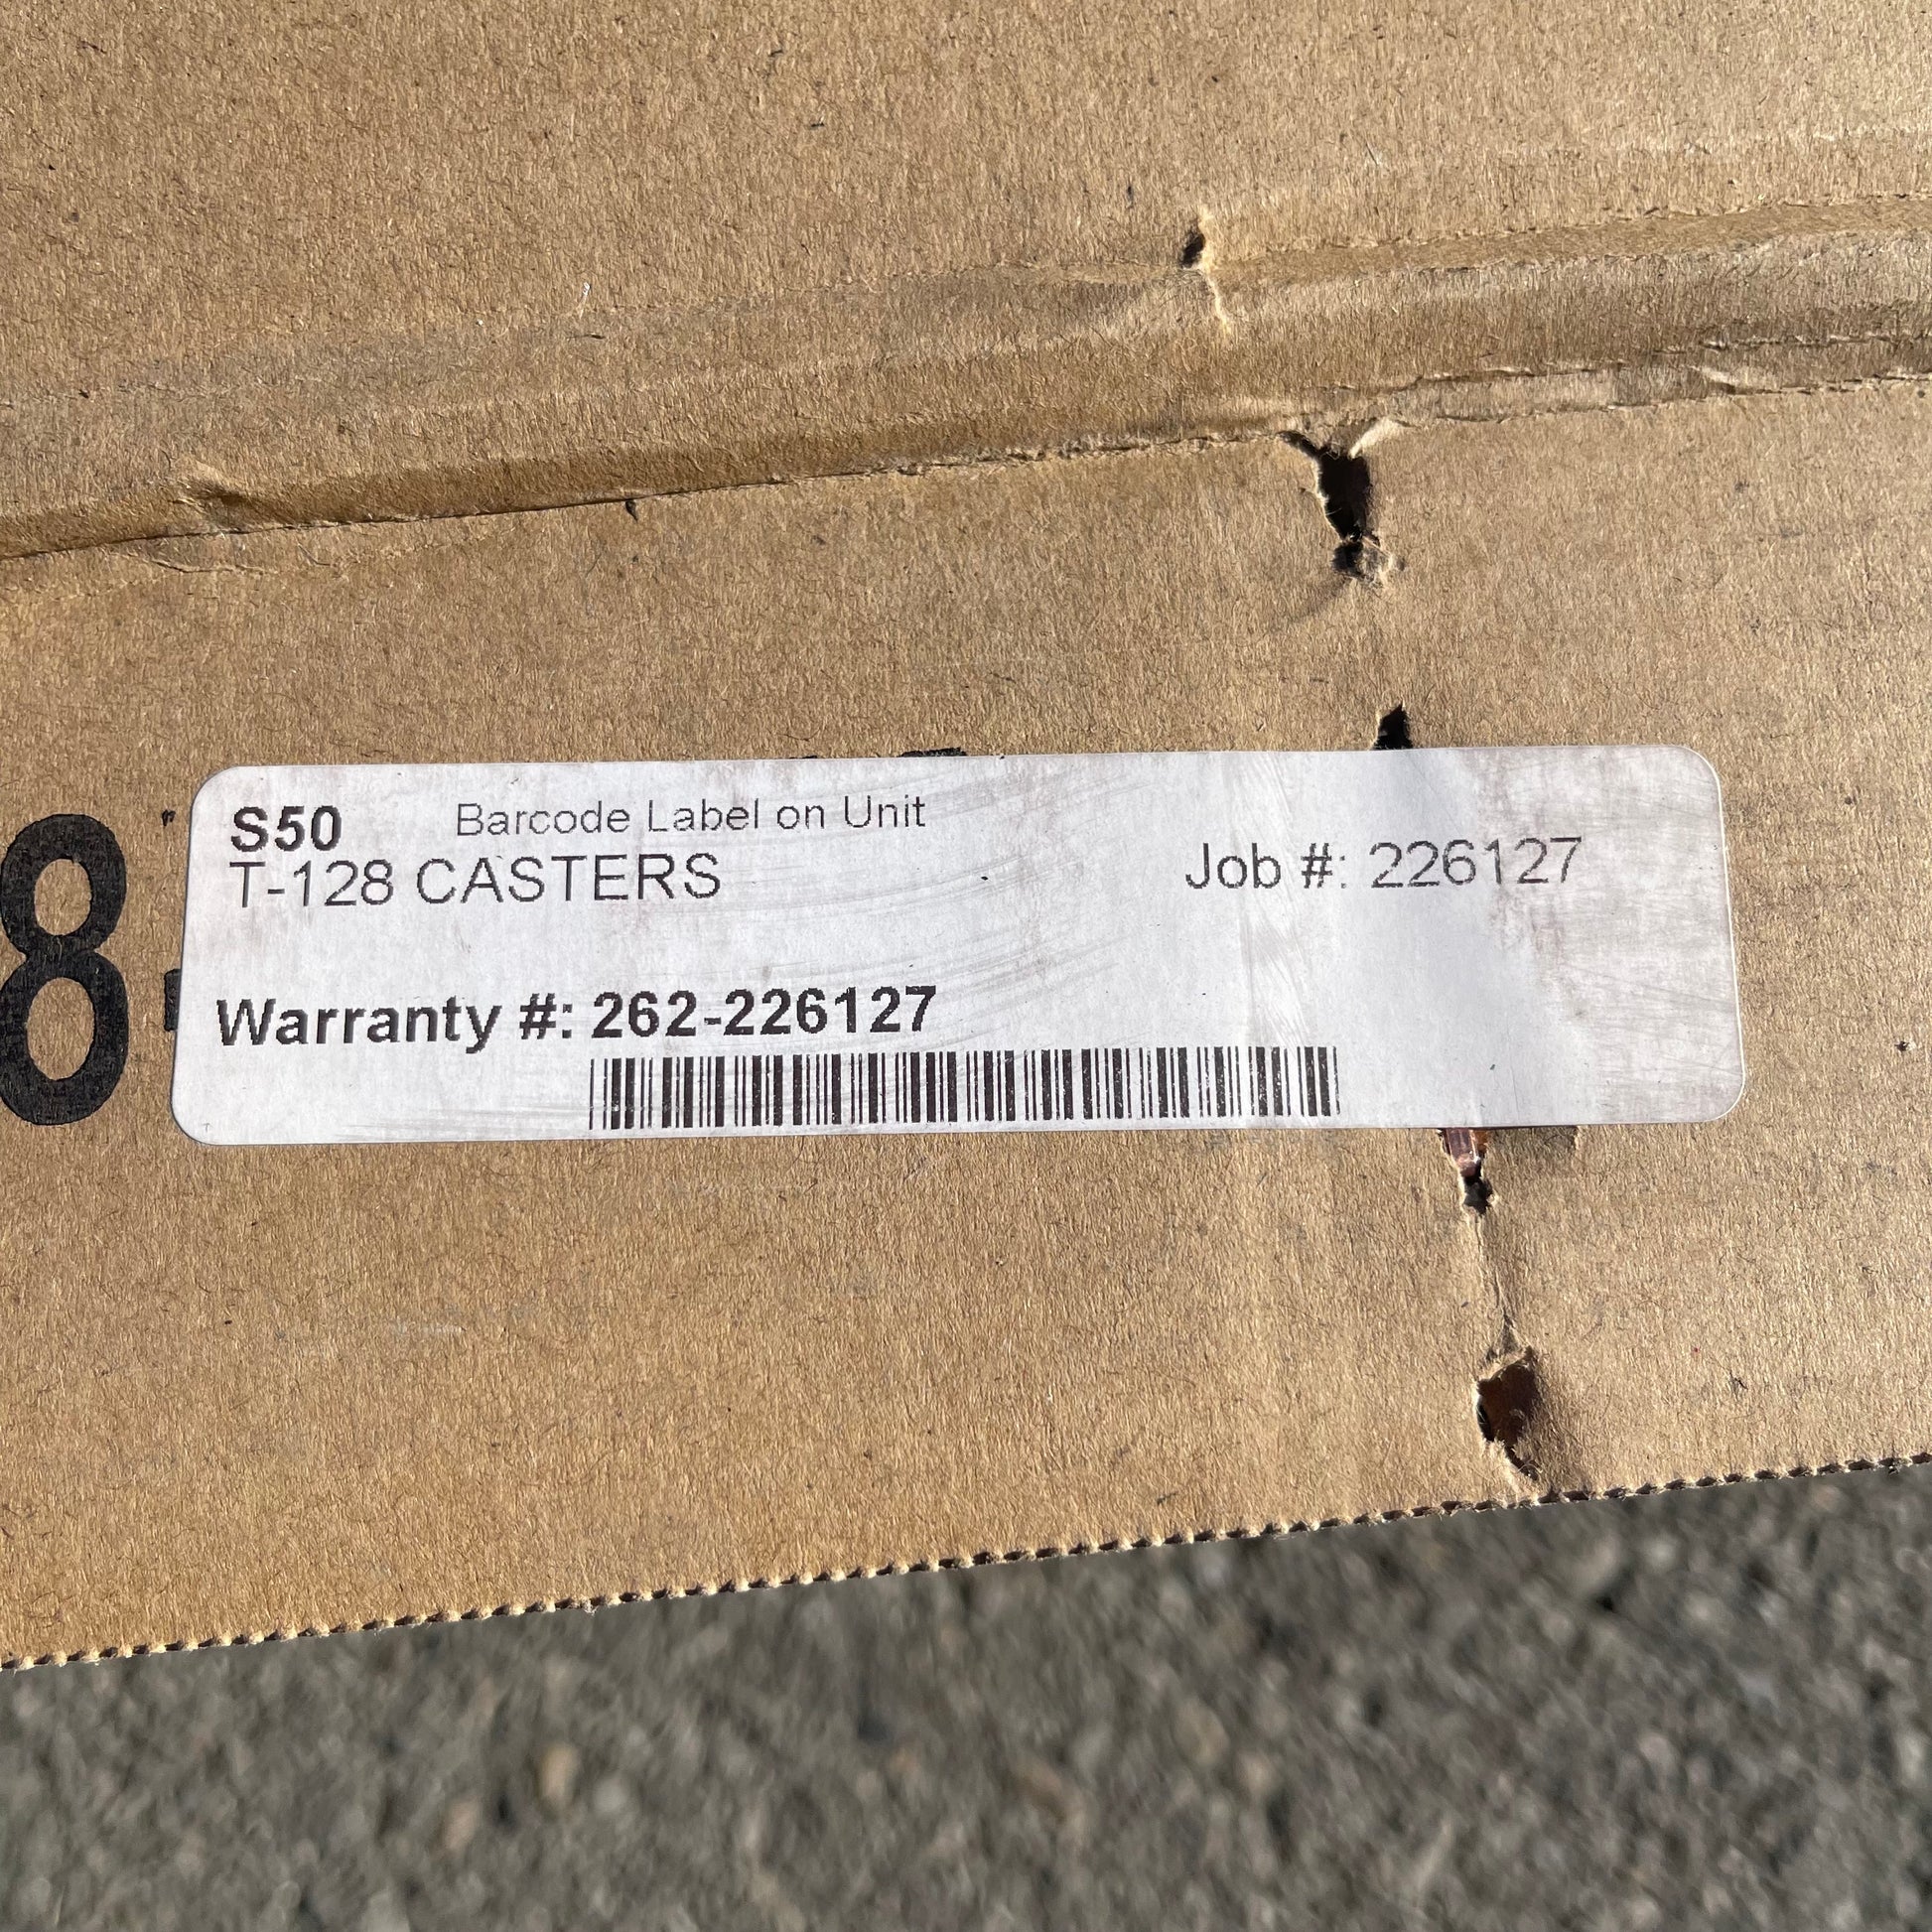 S50 Barcode Label on Unit
T-128 CASTERS
Job #: 226127
Warranty #: 262-226127
8